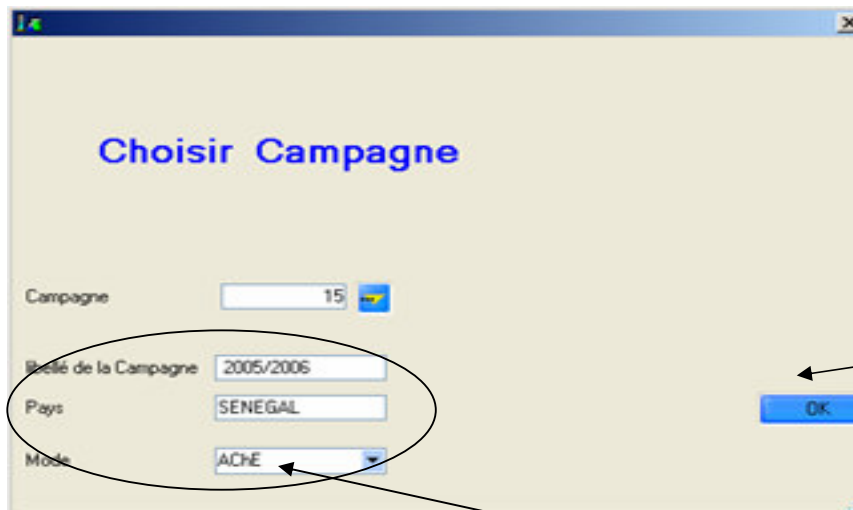 Choisir Campagne
Campagne 15
libellé de la Campagne 2005/2006
Pays SENEGAL
OK
Mode AChE